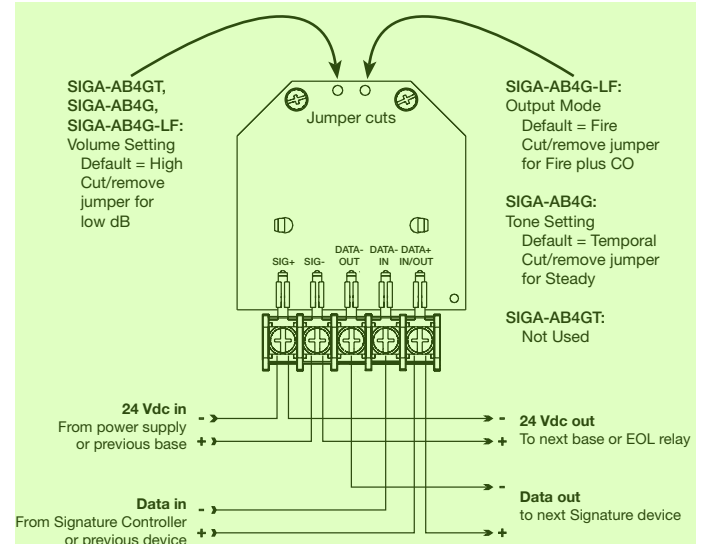 SIGA-AB4GT,
SIGA-AB4G,
SIGA-AB4G-LF:
Volume Setting
Default = High
Cut/remove
jumper for
low dB
Jumper cuts
SIGA-AB4G-LF:
Output Mode
Default = Fire
Cut/remove jumper
for Fire plus CO
SIGA-AB4G:
Tone Setting
Default = Temporal
Cut/remove jumper
for Steady
SIGA-AB4GT:
Not Used
SIG+ SIG- DATA- OUT DATA- IN DATA+ IN/OUT
24 Vdc in -
From power supply
or previous base +
- 24 Vdc out
+ To next base or EOL relay
Data in -
From Signature Controller
or previous device +
- Data out
to next Signature device
+